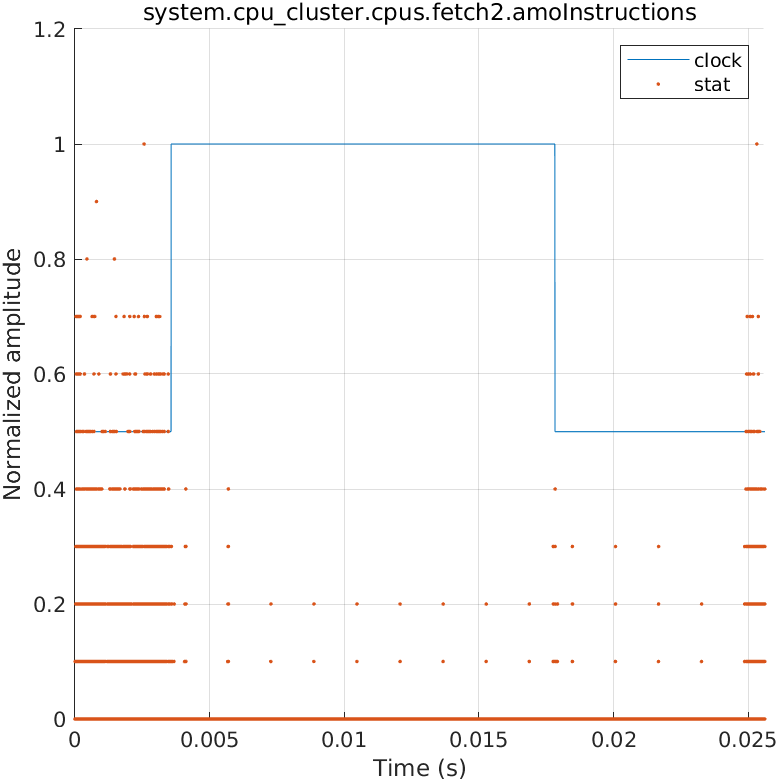 system.cpu_cluster.cpus.fetch2.amoInstructions
1.2
clock
stat
1
0.8
Normalized amplitude
0.6
0.4
0.2
0
0
0.005
0.01
0.015
0.02
0.025
Time (s)